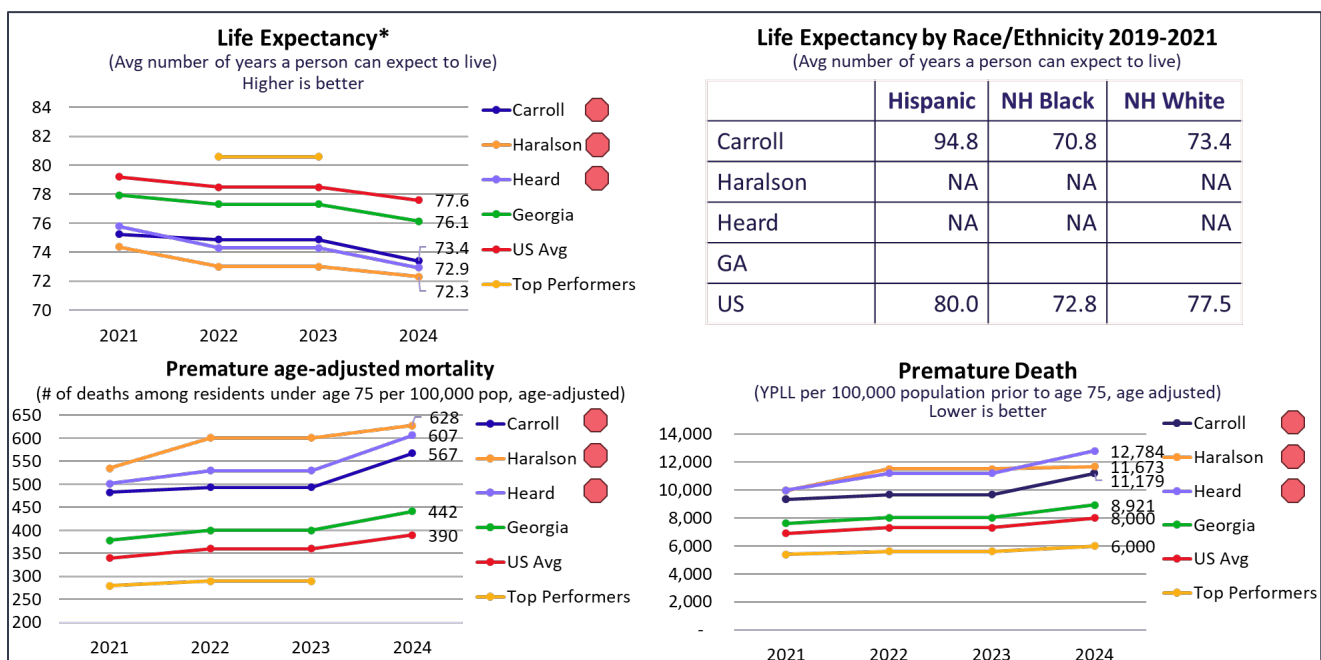 Life Expectancy*
(Avg number of years a person can expect to live)
Higher is better
84
82
80
78
76
74
72
70
2021 2022 2023 2024
77.6
76.1
73.4
72.9
72.3
Carroll
Haralson
Heard
Georgia
US Avg
Top Performers
Life Expectancy by Race/Ethnicity 2019-2021
(Avg number of years a person can expect to live)
Hispanic NH Black NH White
Carroll 94.8 70.8 73.4
Haralson NA NA NA
Heard NA NA NA
GA
US 80.0 72.8 77.5
Premature age-adjusted mortality
(# of deaths among residents under age 75 per 100,000 pop, age-adjusted)
650
600
550
500
450
400
350
300
250
200
2021 2022 2023 2024
628
607
567
442
390
Carroll
Haralson
Heard
Georgia
US Avg
Top Performers
Premature Death
(YPLL per 100,000 population prior to age 75, age adjusted)
Lower is better
14,000
12,000
10,000
8,000
6,000
4,000
2,000
-
2021 2022 2023 2024
12,784
11,673
11,179
8,921
8,000
6,000
Carroll
Haralson
Heard
Georgia
US Avg
Top Performers